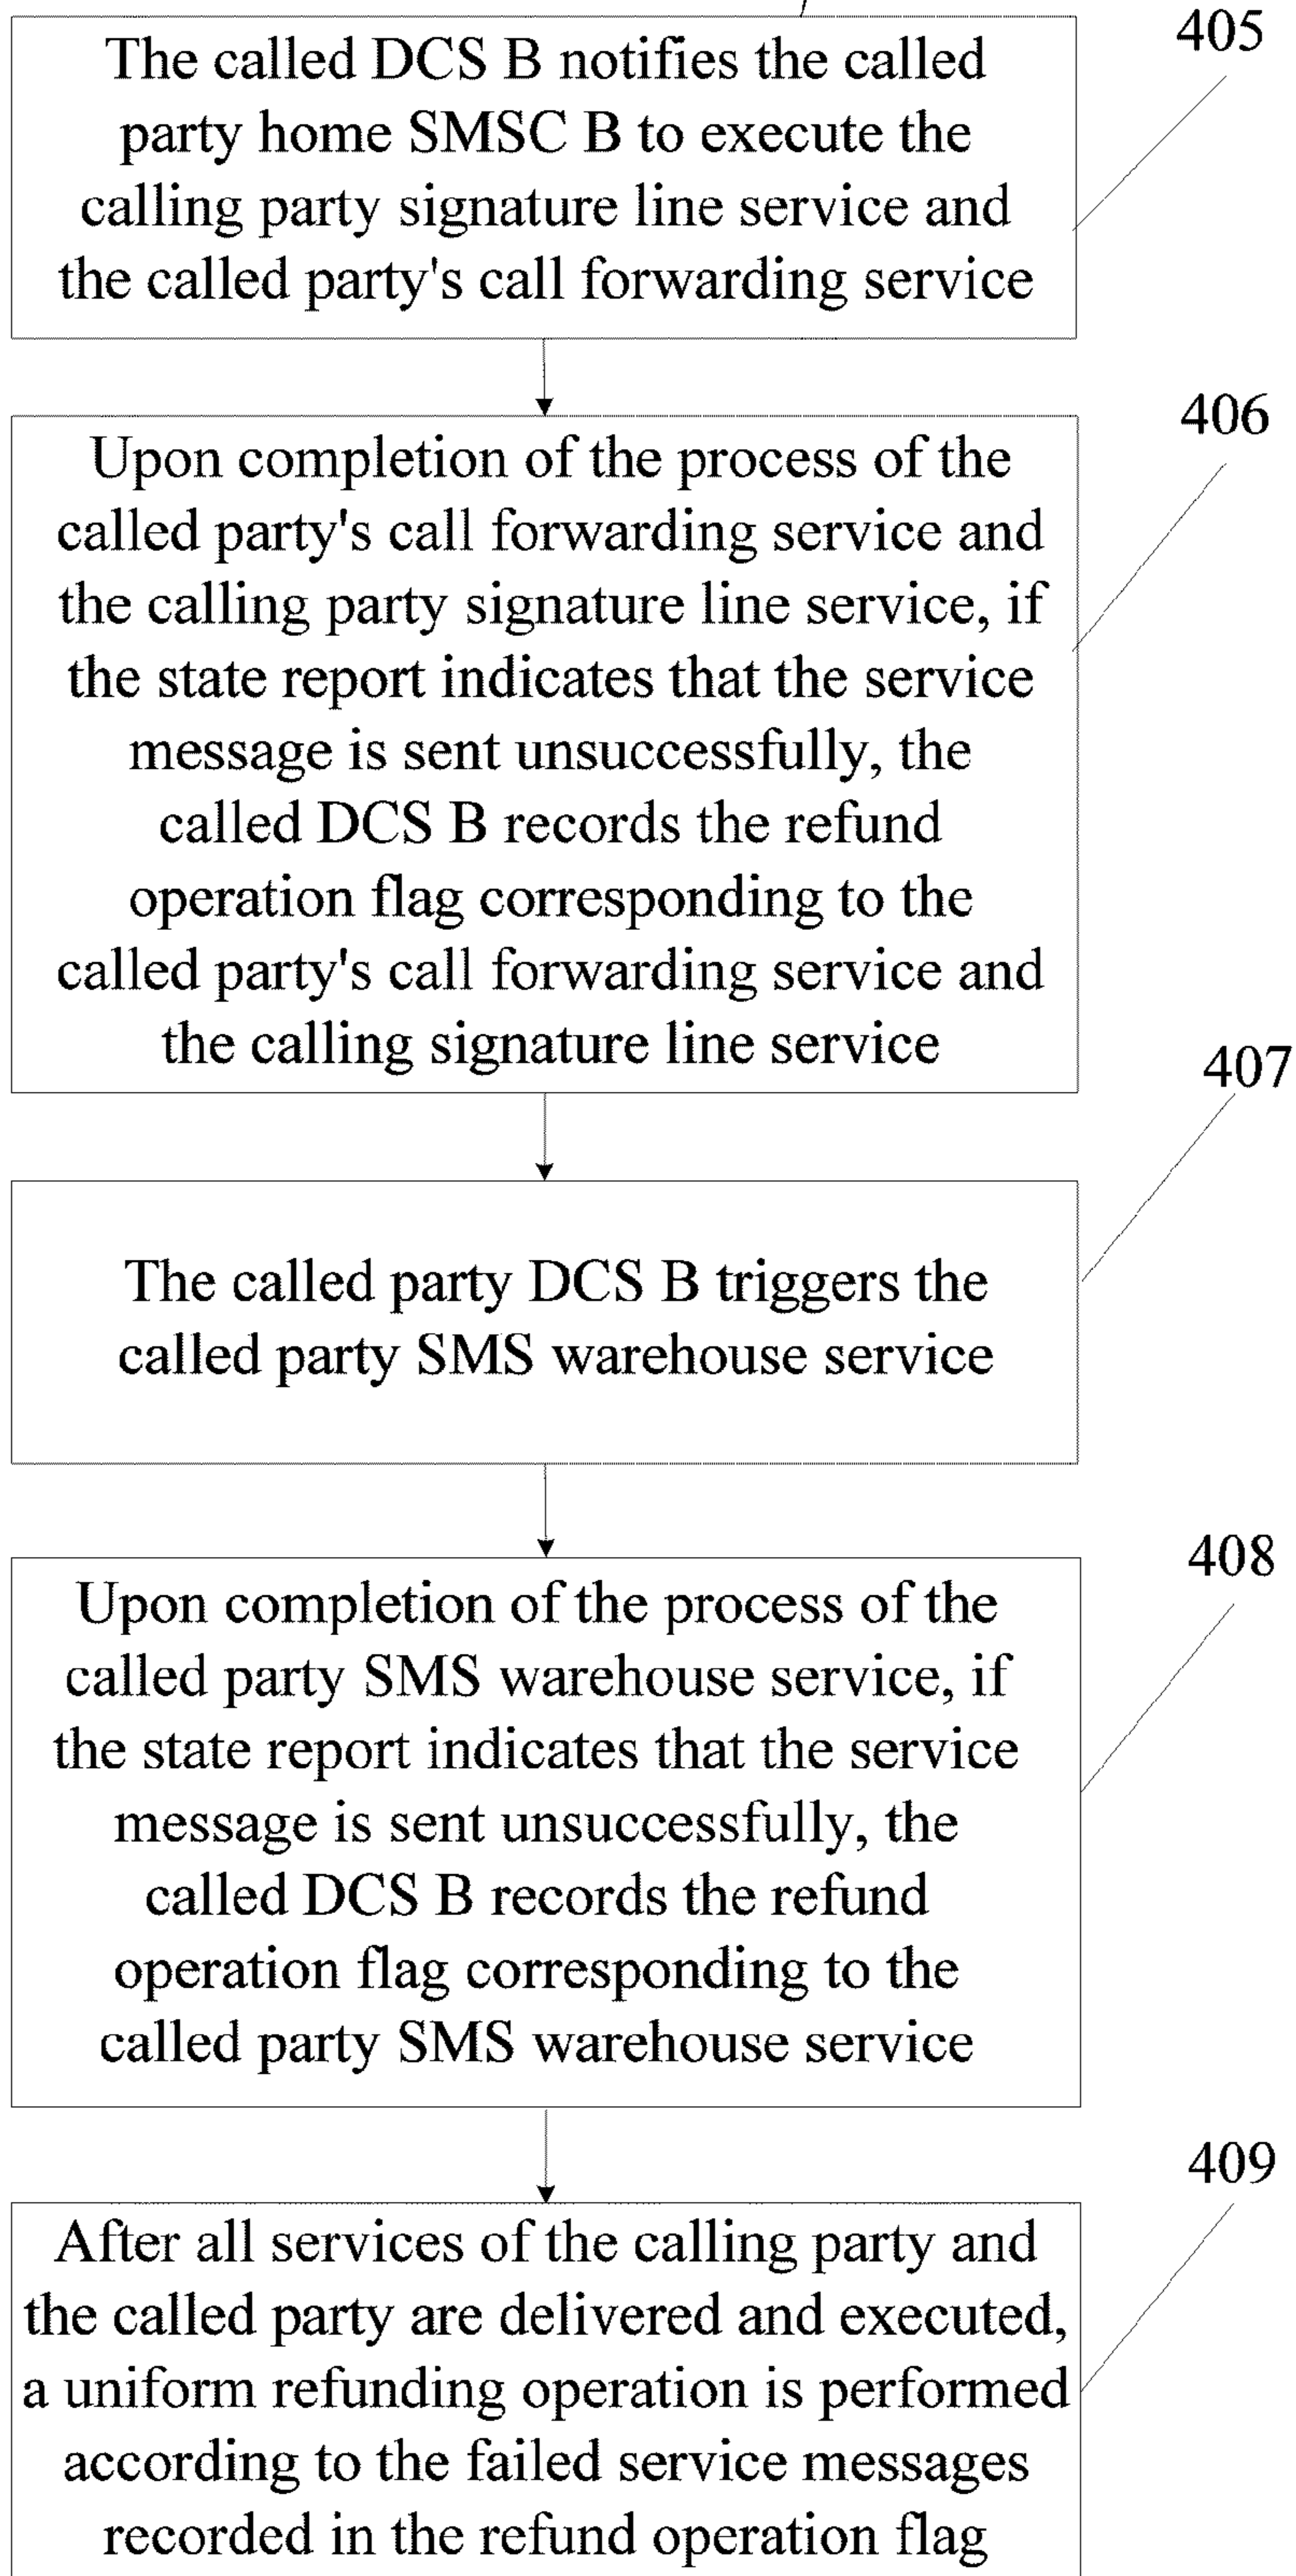 405
The called DCS B notifies the called
party home SMSC B to execute the
calling party signature line service and
the called party's call forwarding service
406
Upon completion of the process of the
called party's call forwarding service and
the calling party signature line service, if
the state report indicates that the service
message is sent unsuccessfully, the
called DCS B records the refund
operation flag corresponding to the
called party's call forwarding service and
the calling signature line service
407
The called party DCS B triggers the
called party SMS warehouse service
408
Upon completion of the process of the
called party SMS warehouse service, if
the state report indicates that the service
message is sent unsuccessfully, the
called DCS B records the refund
operation flag corresponding to the
called party SMS warehouse service
409
After all services of the calling party and
the called party are delivered and executed,
a uniform refunding operation is performed
according to the failed service messages
recorded in the refund operation flag